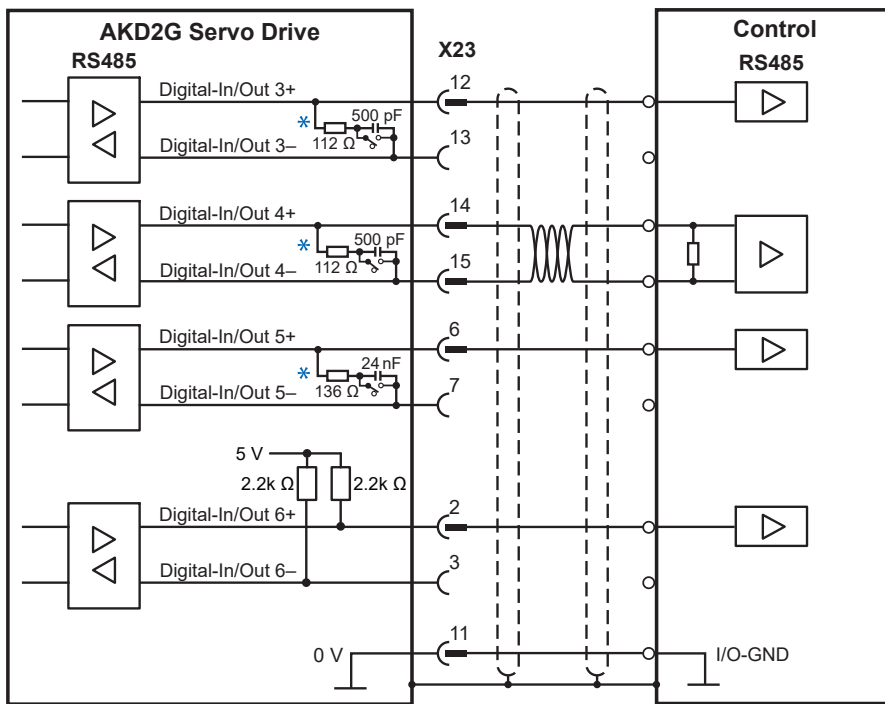 AKD2G Servo Drive
RS485
X23
Control
RS485
Digital-In/Out 3+
12
*
500 pF
112 Ω
Digital-In/Out 3–
13
Digital-In/Out 4+
14
*
500 pF
112 Ω
Digital-In/Out 4–
15
Digital-In/Out 5+
6
*
24 nF
136 Ω
Digital-In/Out 5–
7
5 V
2.2k Ω
2.2k Ω
Digital-In/Out 6+
2
Digital-In/Out 6–
3
11
0 V
I/O-GND